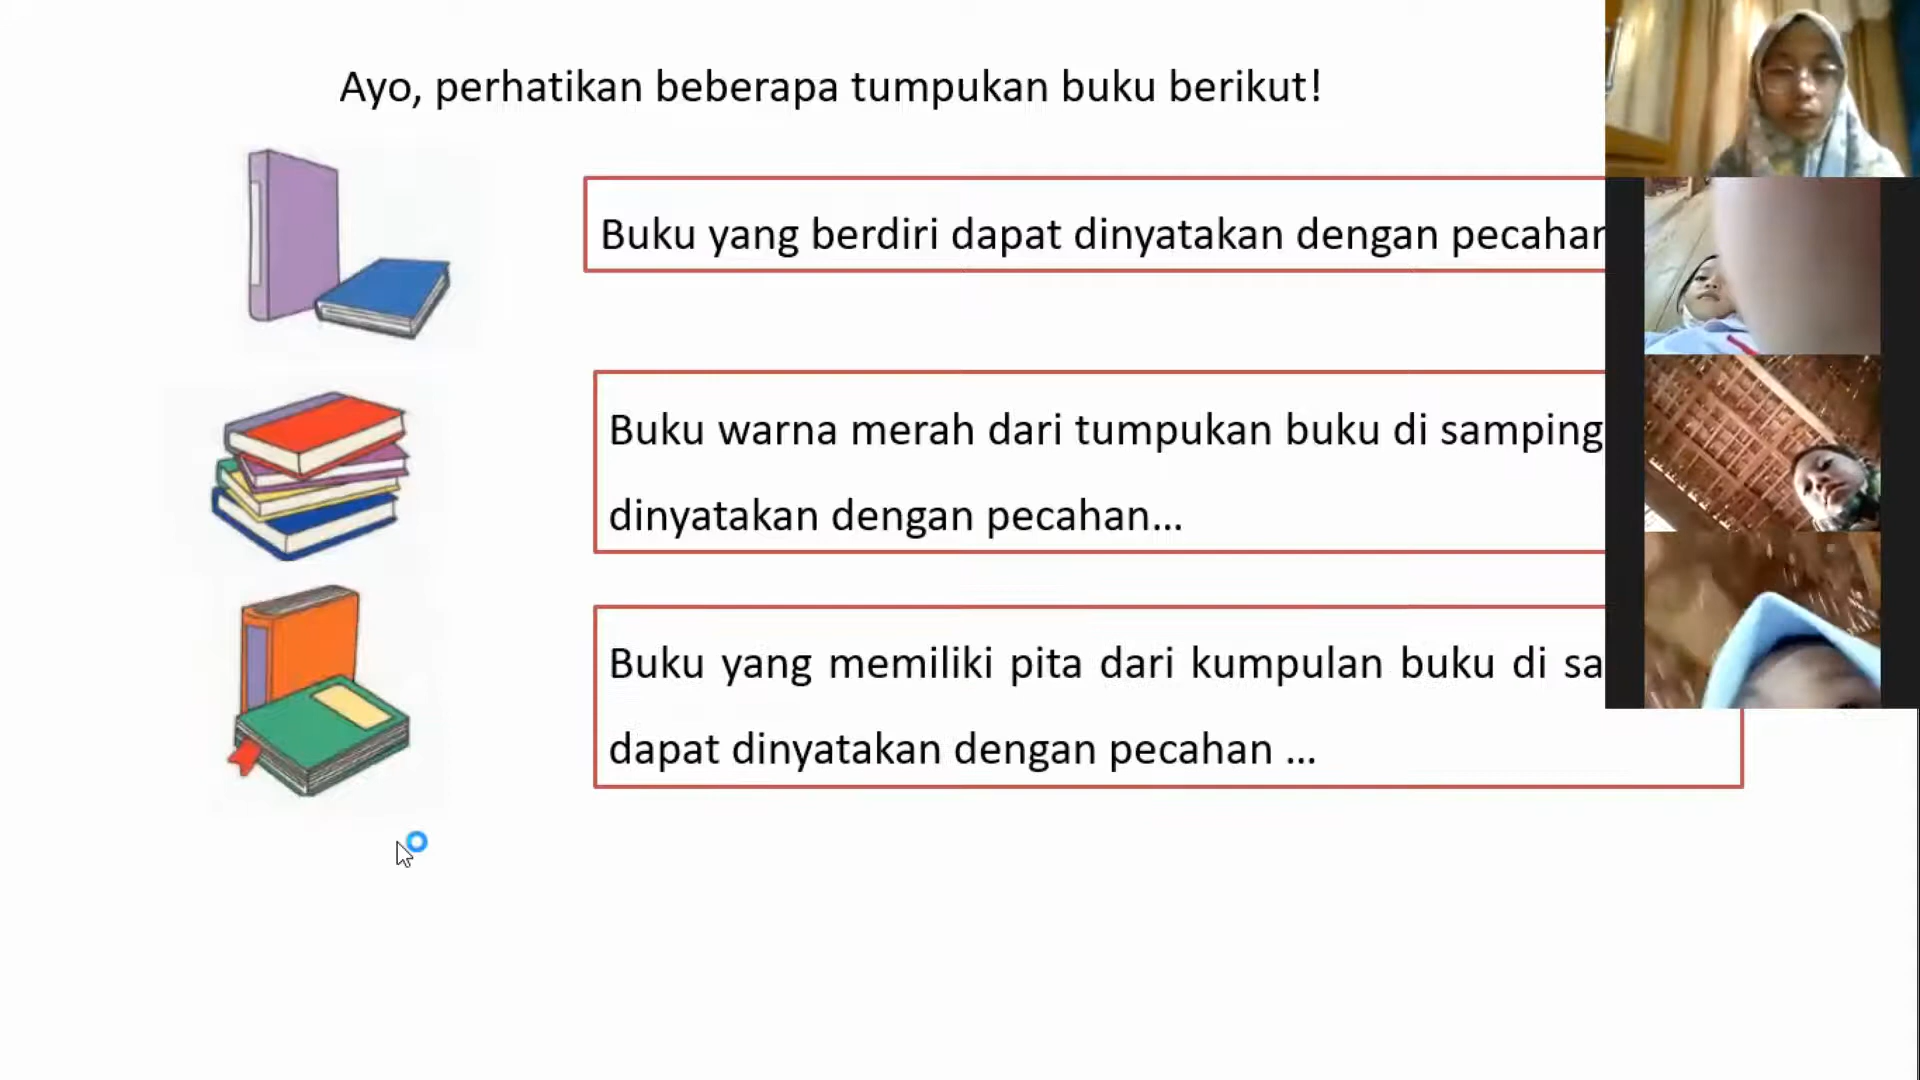 Ayo, perhatikan beberapa tumpukan buku berikut!
Buku yang berdiri dapat dinyatakan dengan pecahan
Buku warna merah dari tumpukan buku di samping
dinyatakan dengan pecahan...
Buku yang memiliki pita dari kumpulan buku di sa
dapat dinyatakan dengan pecahan ...